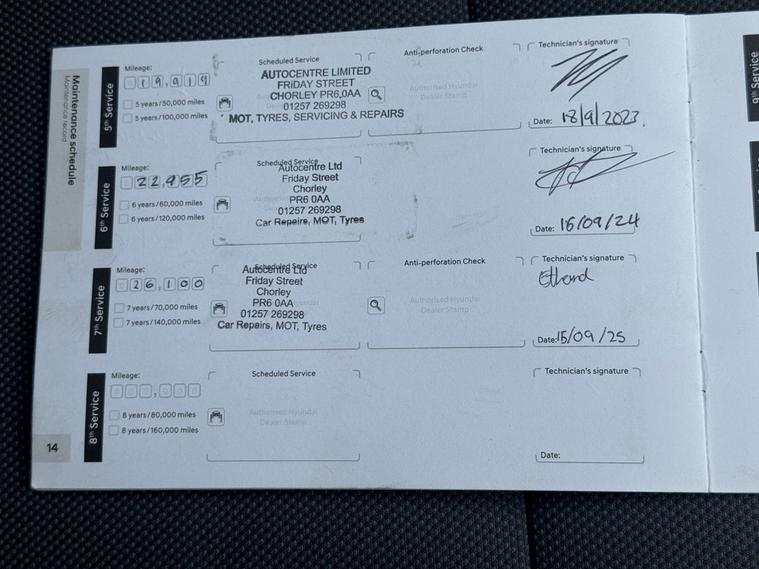 Maintenance schedule
Maintenance record
5th Service
Mileage:
19,919
5 years/50,000 miles
5 years/100,000 miles
Scheduled Service
AUTOCENTRE LIMITED
FRIDAY STREET
CHORLEY PR6,0AA
01257 269298
MOT, TYRES, SERVICING & REPAIRS
Anti-perforation Check
Authorised Hyundai
Dealer Stamp
Technician's signature
Date: 18/9/2023.
6th Service
Mileage:
22,955
6 years/60,000 miles
6 years/120,000 miles
Scheduled Service
Autocentre Ltd
Friday Street
Chorley
PR6 0AA
01257 269298
Car Repairs, MOT, Tyres
Technician's signature
Date: 16/09/24
7th Service
Mileage:
26,100
7 years/70,000 miles
7 years/140,000 miles
Scheduled Service
Autocentre Ltd
Friday Street
Chorley
PR6 0AA
01257 269298
Car Repairs, MOT, Tyres
Anti-perforation Check
Authorised Hyundai
Dealer Stamp
Technician's signature
Date: 15/09/25
8th Service
Mileage:
8 years/80,000 miles
8 years/160,000 miles
Scheduled Service
Authorised Hyundai
Dealer Stamp
Technician's signature
Date:
14
9th Service